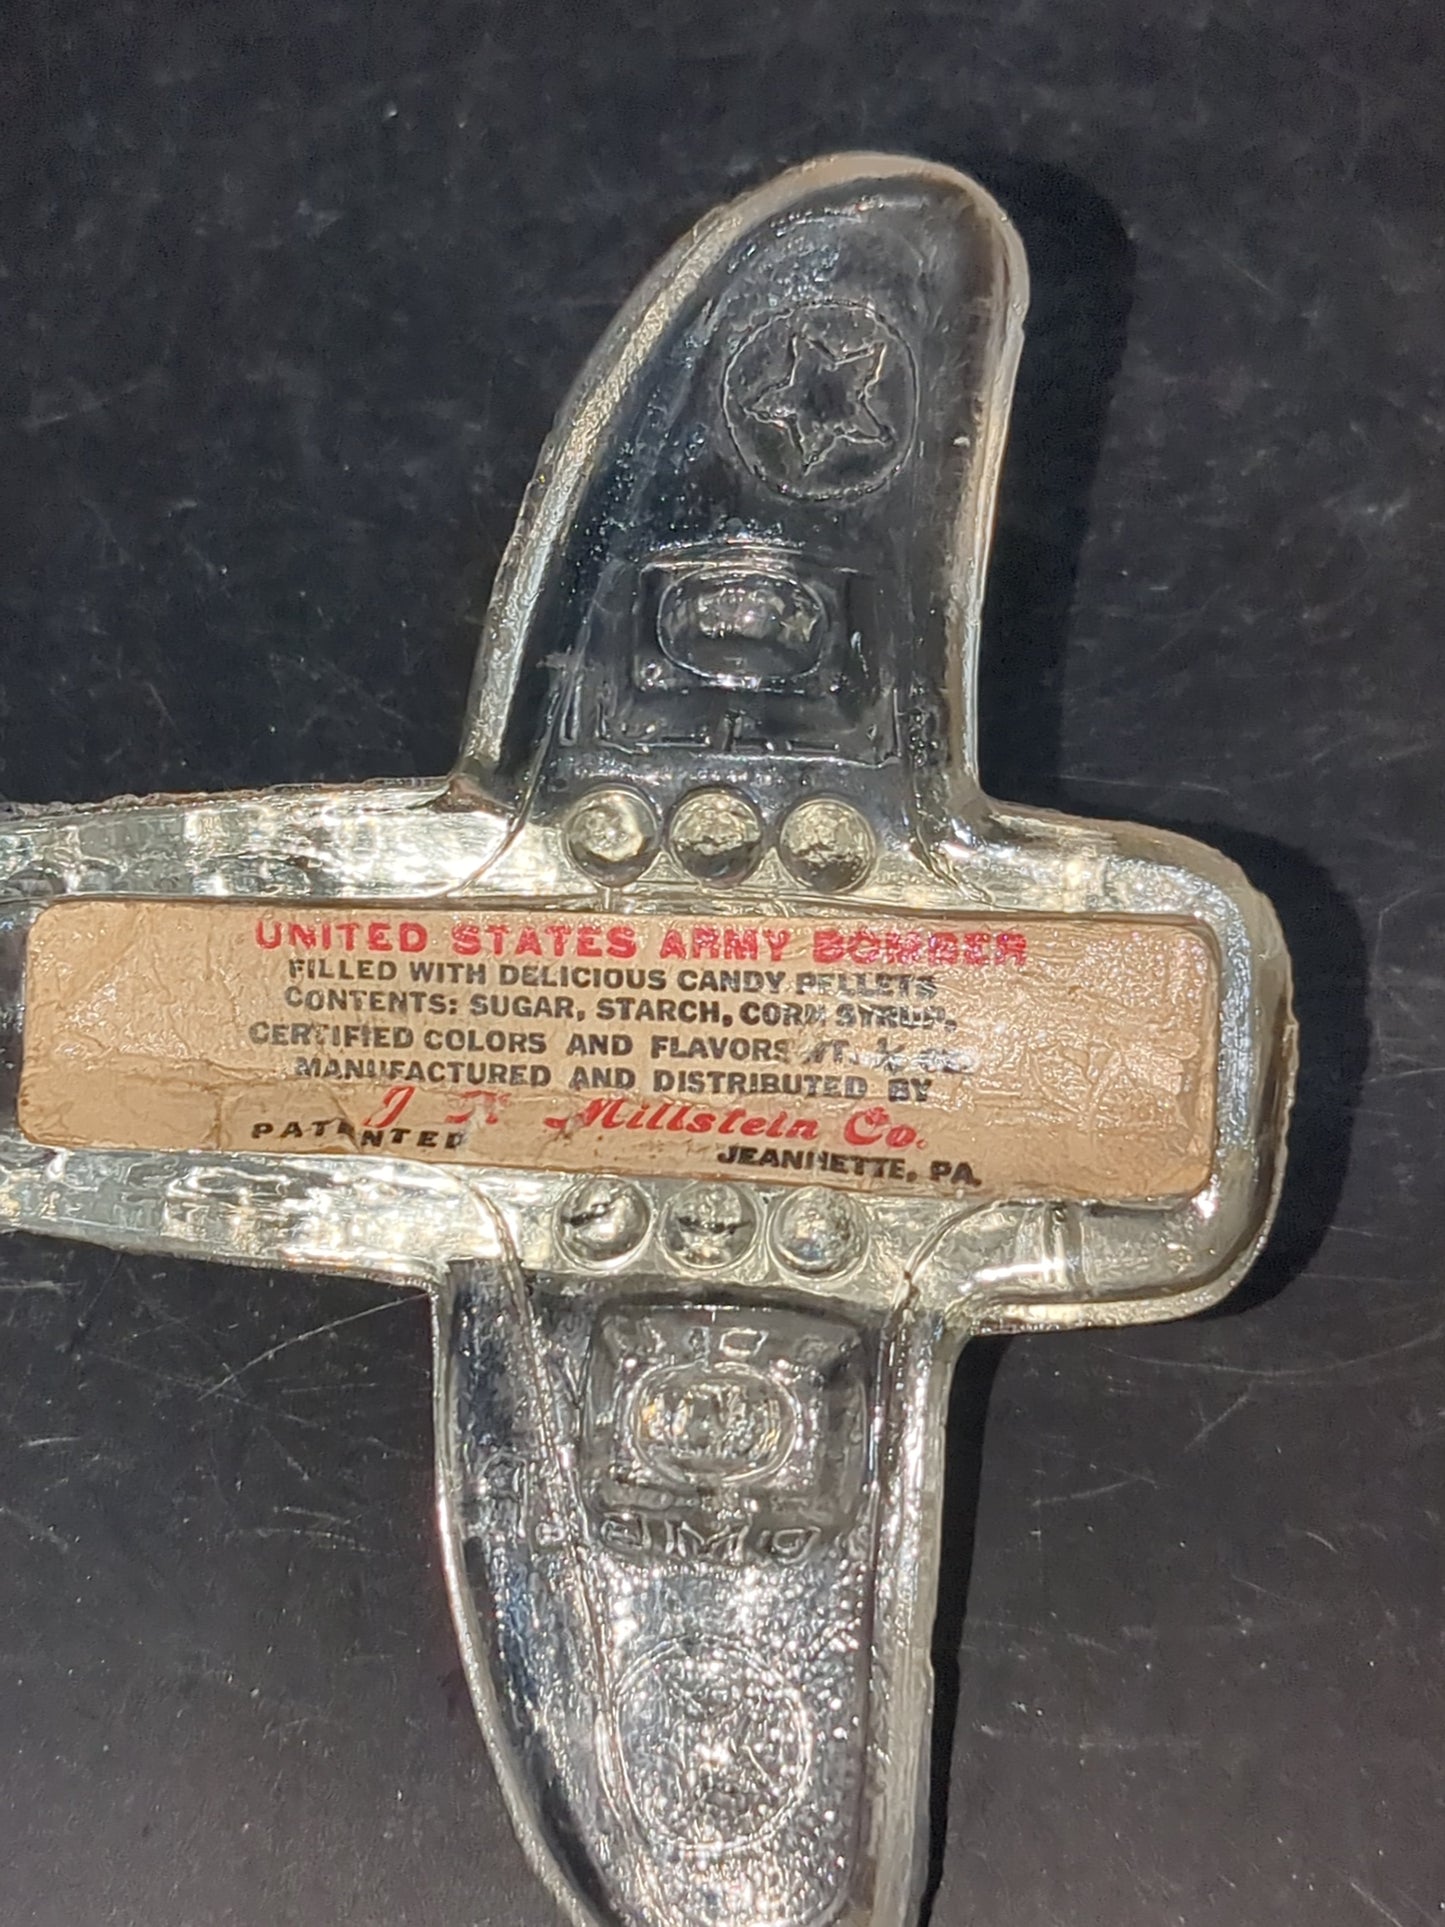 UNITED STATES ARMY BOMBER
FILLED WITH DELICIOUS CANDY PELLETS
CONTENTS: SUGAR, STARCH, CORN SYRUP,
CERTIFIED COLORS AND FLAVORS WT.
MANUFACTURED AND DISTRIBUTED BY
J Millstein Co.
PATENTED
JEANNETTE, PA.